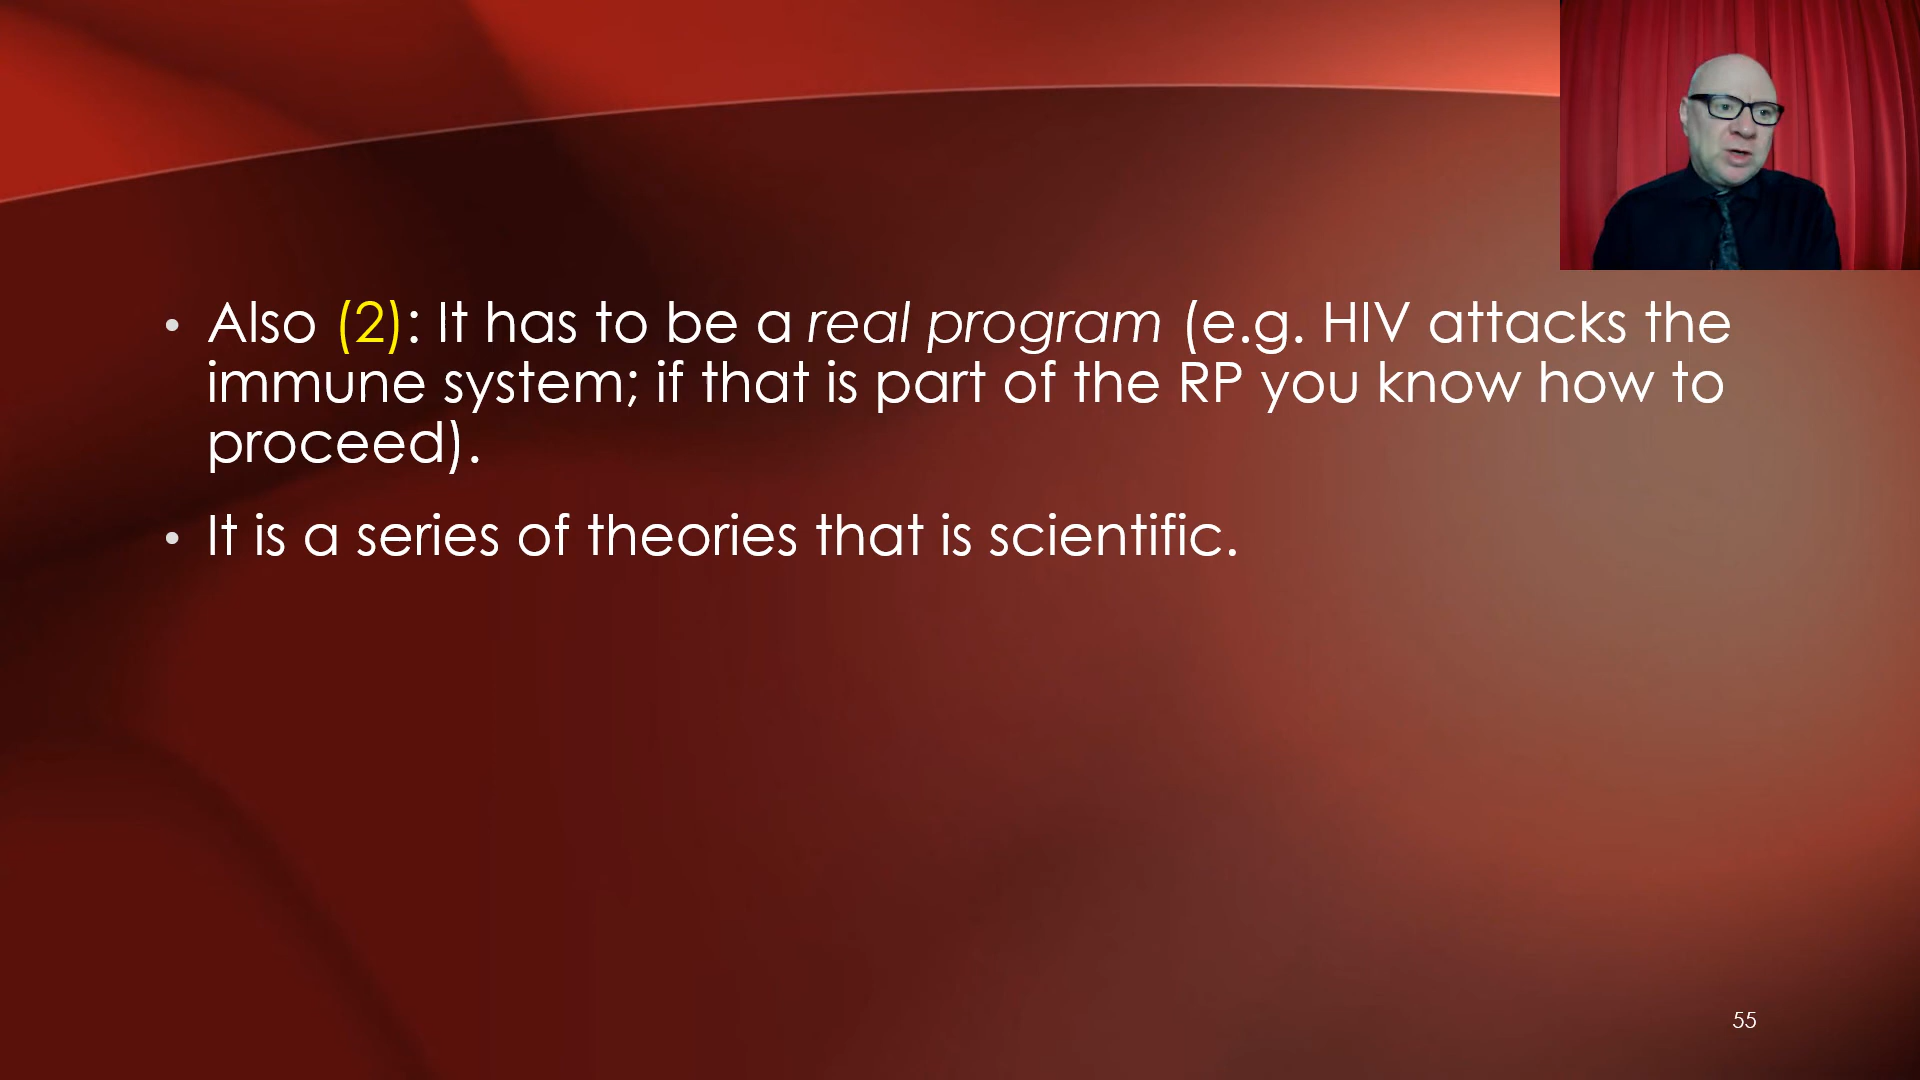 • Also (2): It has to be a real program (e.g. HIV attacks the
immune system; if that is part of the RP you know how to
proceed).
• It is a series of theories that is scientific.
55